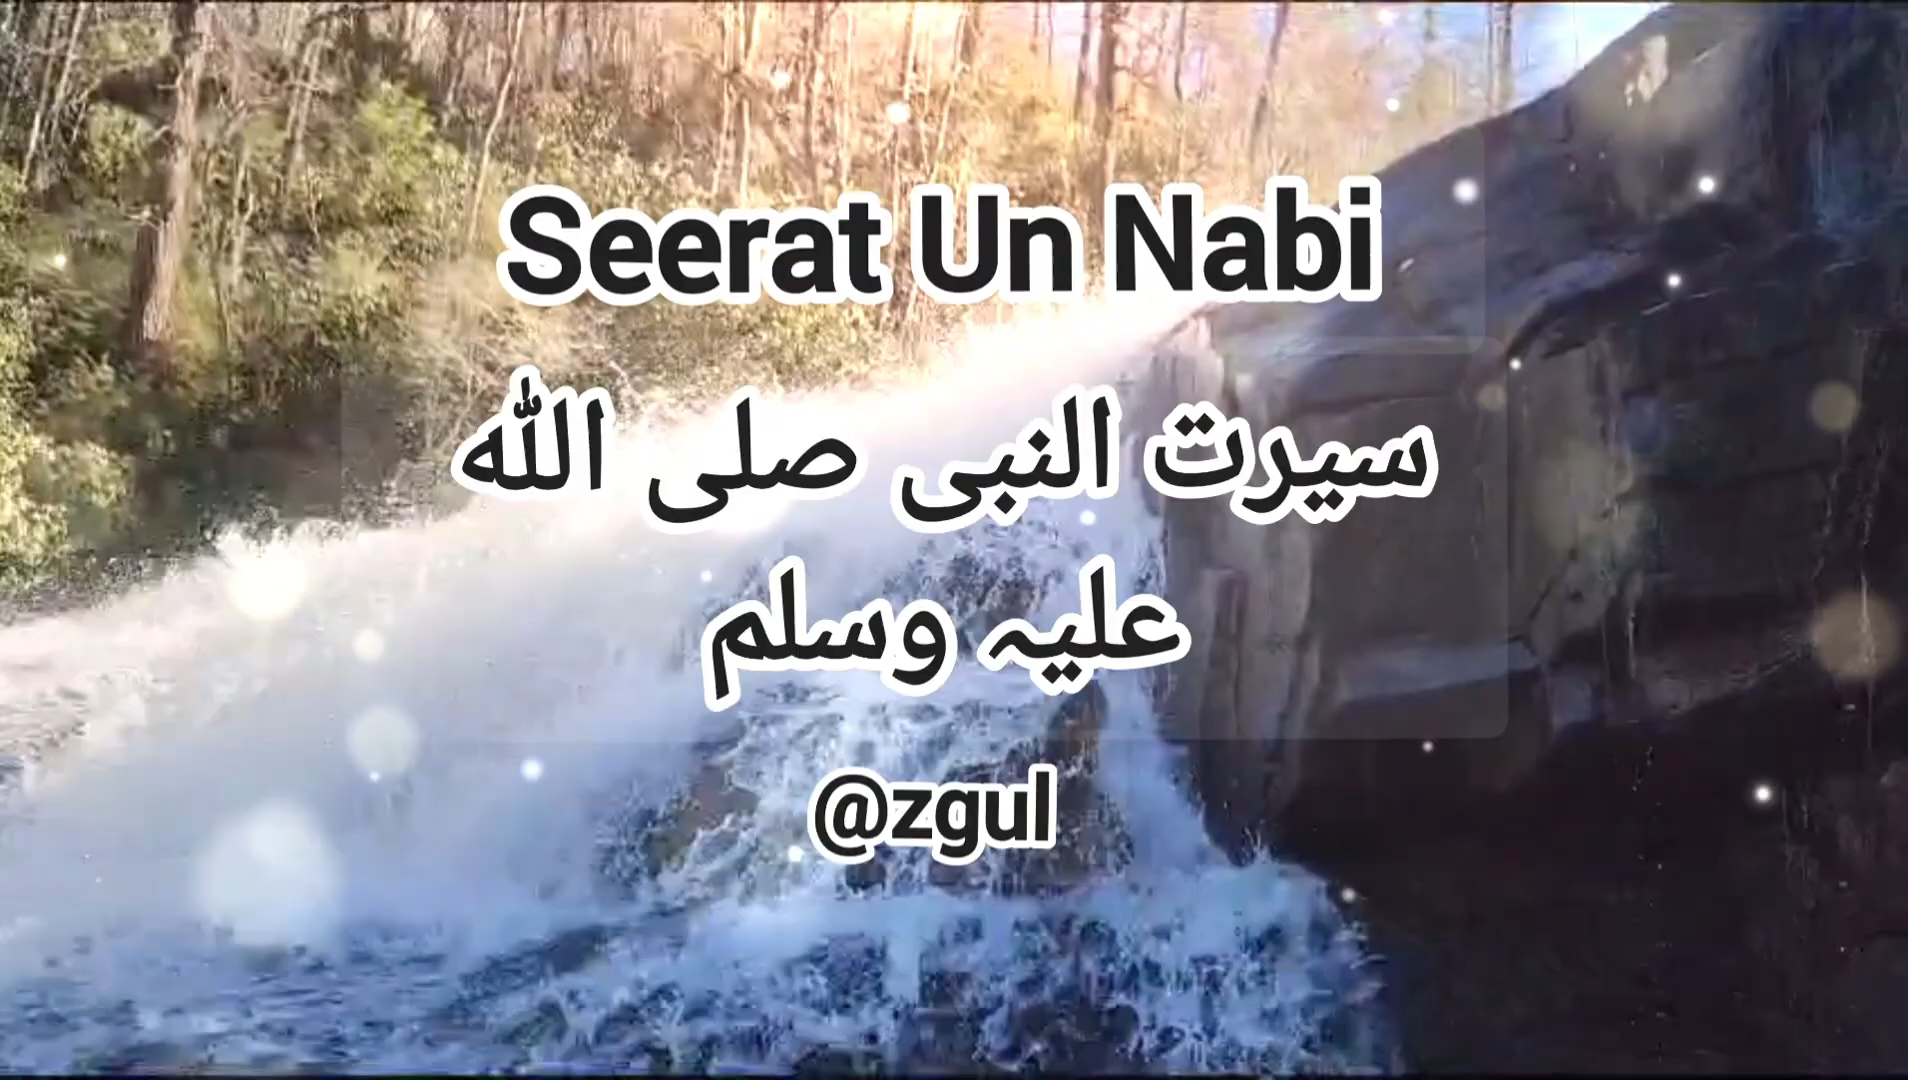 Seerat Un Nabi
سیرت النبی صلی اللہ
علیہ وسلم
@zgul